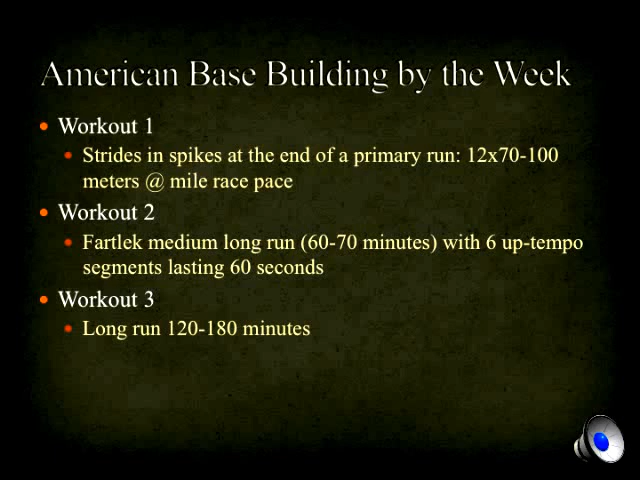 American Base Building by the Week
Workout 1
Strides in spikes at the end of a primary run: 12x70-100
meters @ mile race pace
Workout 2
Fartlek medium long run (60-70 minutes) with 6 up-tempo
segments lasting 60 seconds
Workout 3
Long run 120-180 minutes